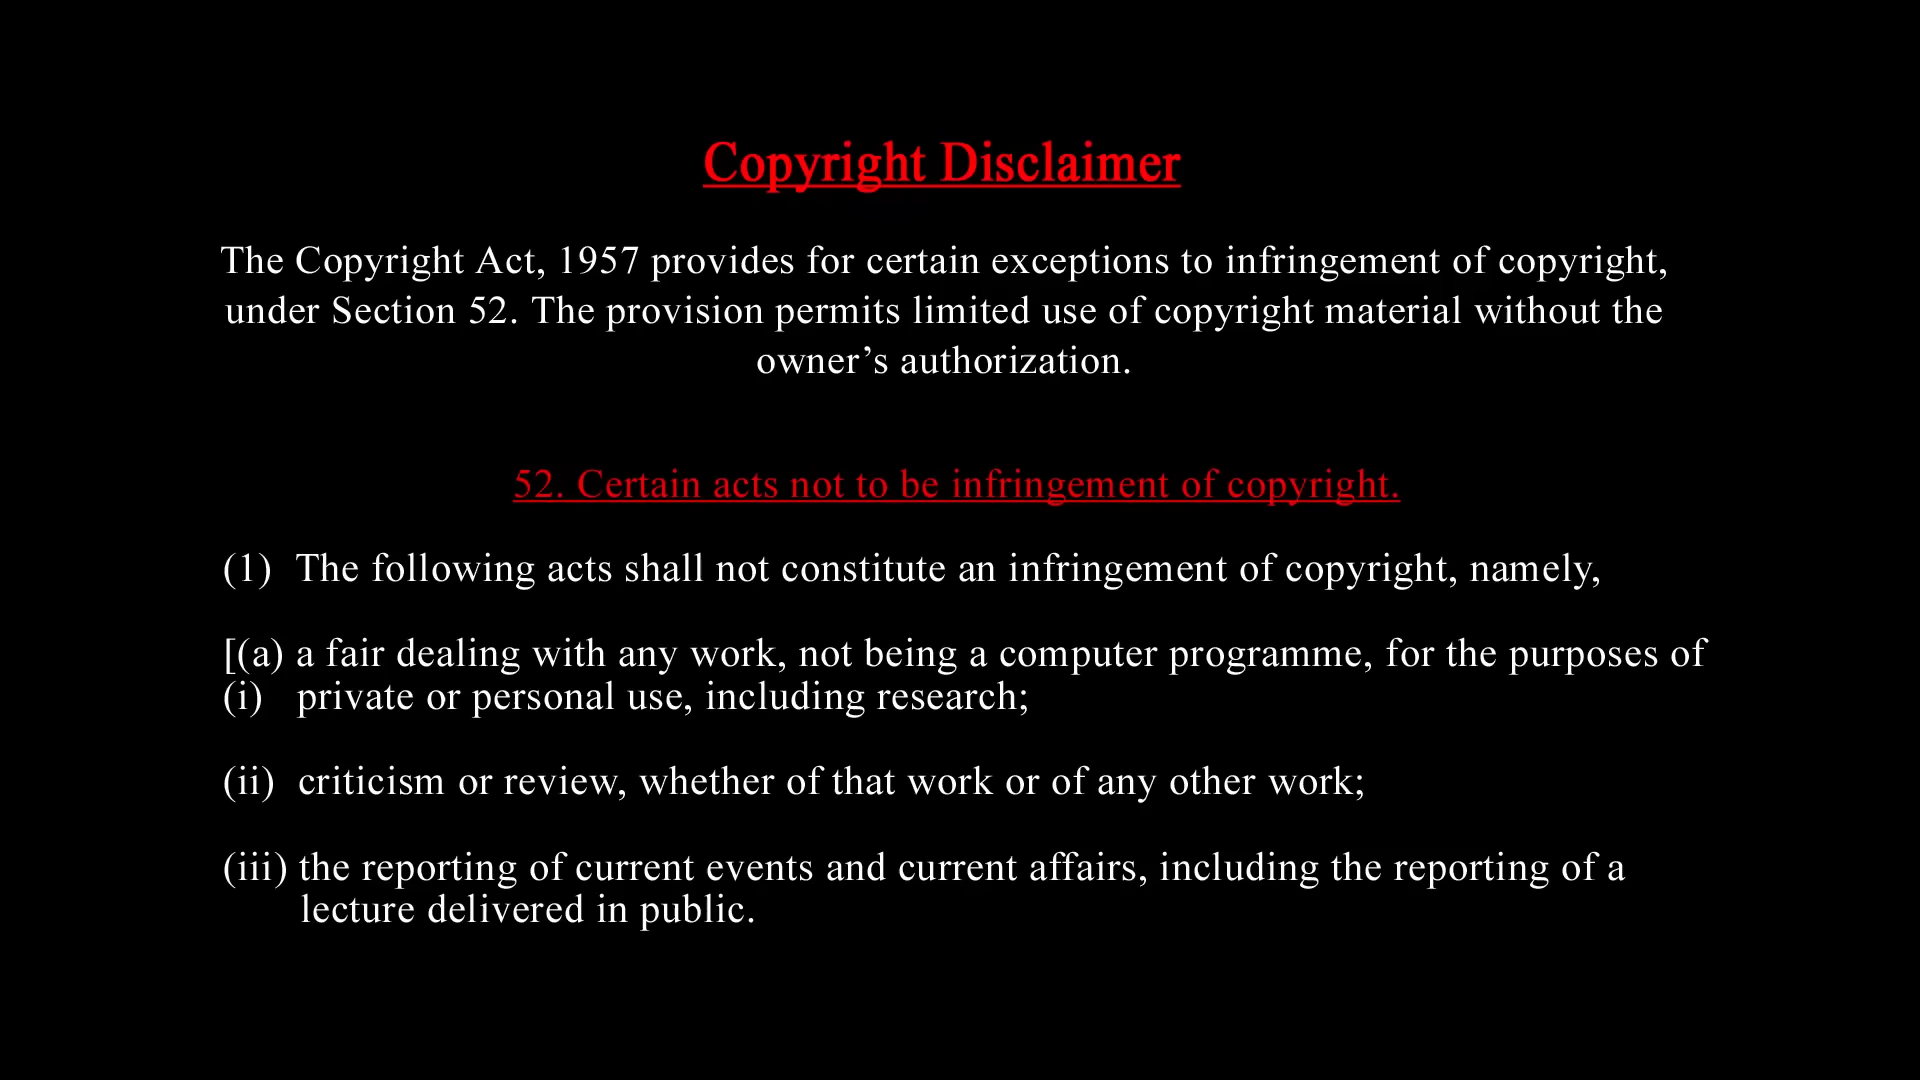 Copyright Disclaimer
The Copyright Act, 1957 provides for certain exceptions to infringement of copyright,
under Section 52. The provision permits limited use of copyright material without the
owner’s authorization.
52. Certain acts not to be infringement of copyright.
(1) The following acts shall not constitute an infringement of copyright, namely,
[(a) a fair dealing with any work, not being a computer programme, for the purposes of
(i) private or personal use, including research;
(ii) criticism or review, whether of that work or of any other work;
(iii) the reporting of current events and current affairs, including the reporting of a
lecture delivered in public.